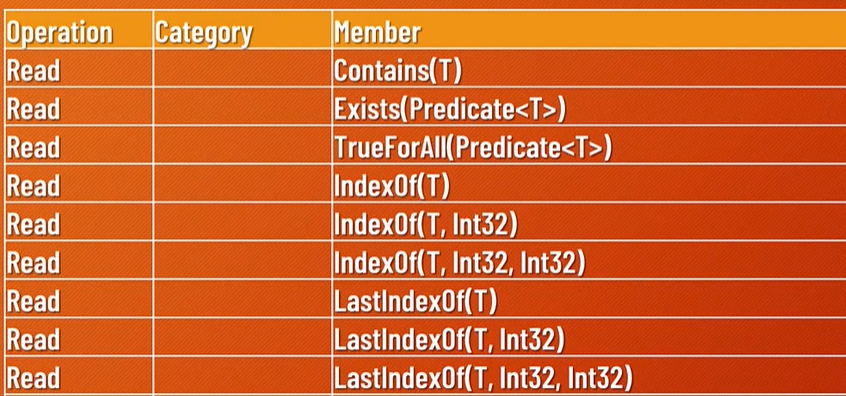 Operation Category Member
Read Contains(T)
Read Exists(Predicate<T>)
Read TrueForAll(Predicate<T>)
Read IndexOf(T)
Read IndexOf(T, Int32)
Read IndexOf(T, Int32, Int32)
Read LastIndexOf(T)
Read LastIndexOf(T, Int32)
Read LastIndexOf(T, Int32, Int32)